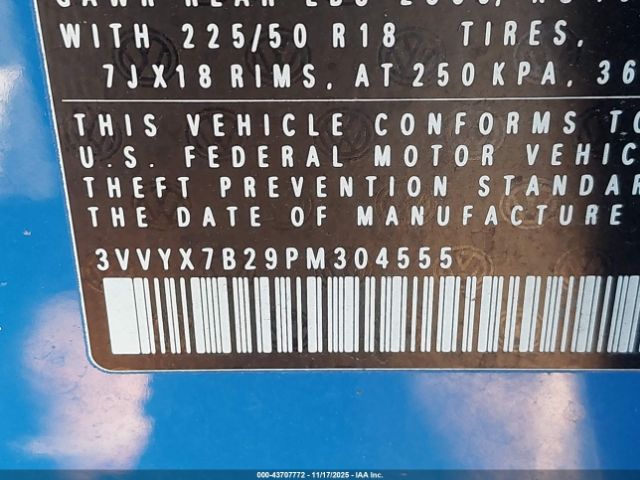 WITH 225/50 R18 TIRES,
7JX18 RIMS, AT 250 KPA, 36
THIS VEHICLE CONFORMS TO
U.S. FEDERAL MOTOR VEHIC
THEFT PREVENTION STANDAR
THE DATE OF MANUFACTURE
3VVYX7B29PM304555
000-43707772 - 11/17/2025 - IAA Inc.